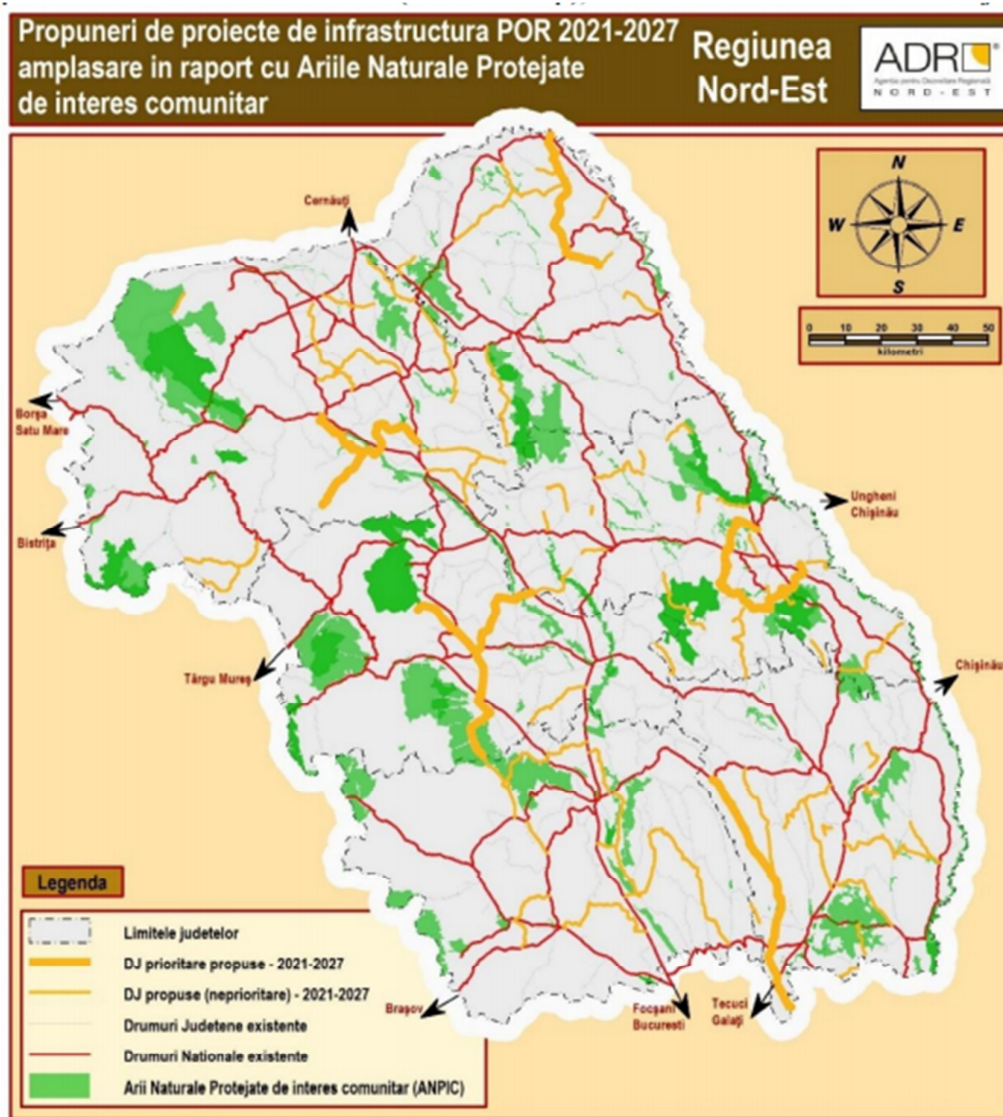 Propuneri de proiecte de infrastructura POR 2021-2027
amplasare in raport cu Ariile Naturale Protejate
de interes comunitar
Regiunea
Nord-Est
ADR
Agenția pentru Dezvoltare Regională
NORD-EST
N
W E
S
0 10 20 30 40 50
kilometri
Cernăuți
Borșa
Satu Mare
Bistrița
Ungheni
Chișinău
Târgu Mureș
Chișinău
Brașov
Focșani
Bucuresti
Tecuci
Galați
Legenda
Limitele judetelor
DJ prioritare propuse - 2021-2027
DJ propuse (neprioritare) - 2021-2027
Drumuri Judetene existente
Drumuri Nationale existente
Arii Naturale Protejate de interes comunitar (ANPIC)